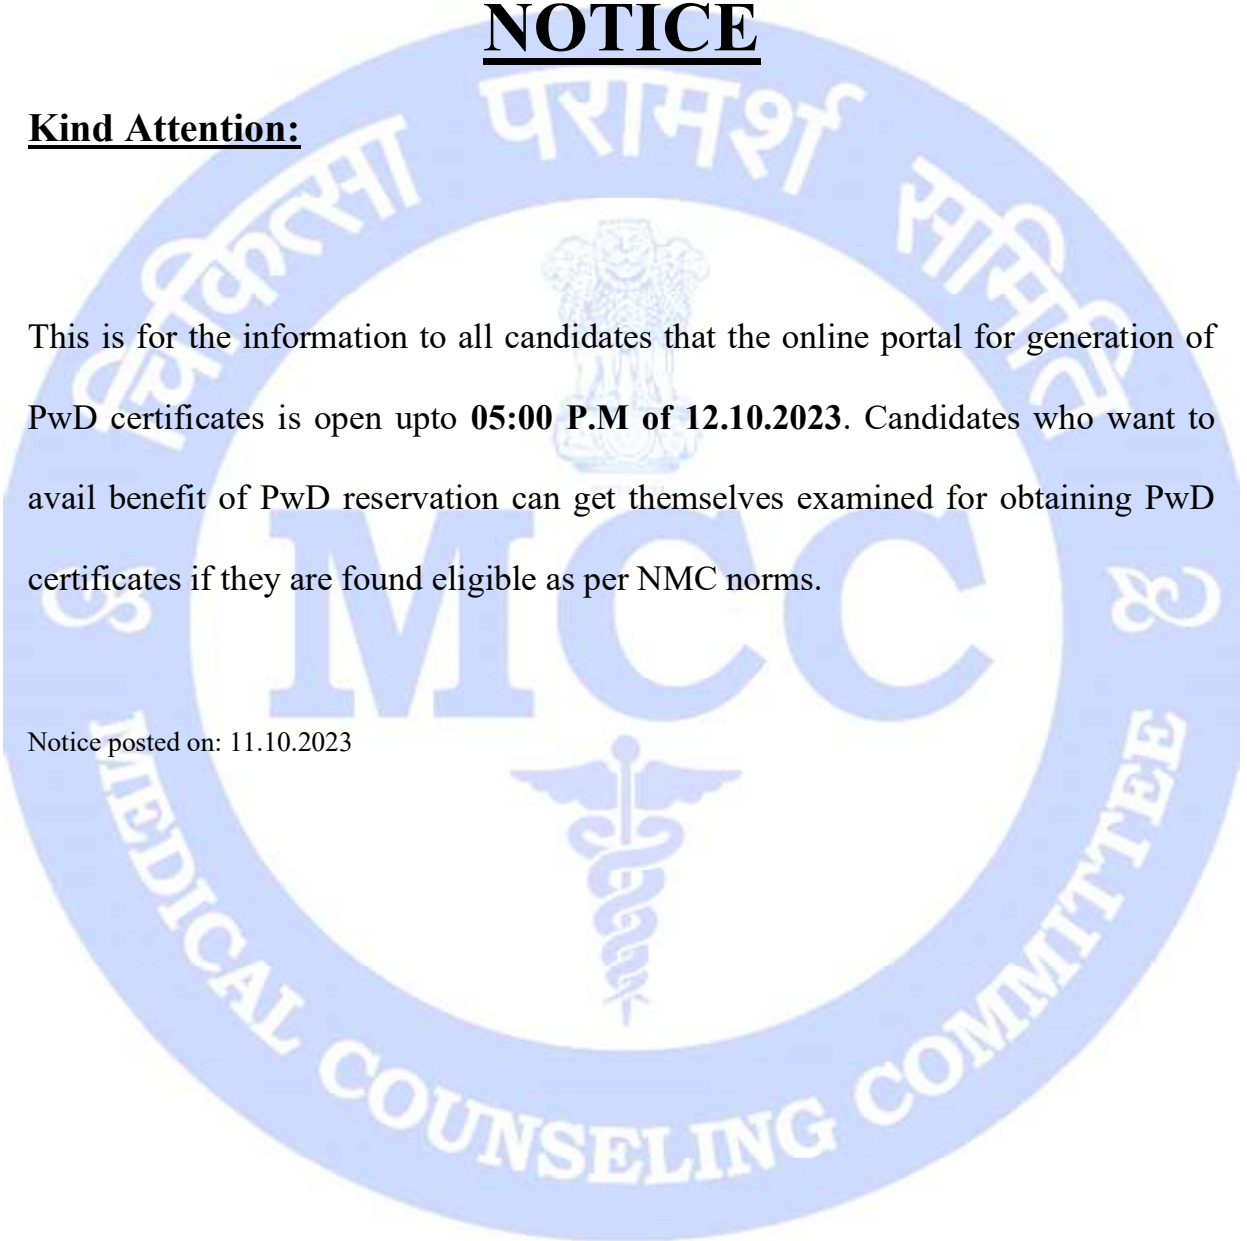 NOTICE
Kind Attention:
This is for the information to all candidates that the online portal for generation of
PwD certificates is open upto 05:00 P.M of 12.10.2023. Candidates who want to
avail benefit of PwD reservation can get themselves examined for obtaining PwD
certificates if they are found eligible as per NMC norms.
Notice posted on: 11.10.2023
चिकित्सा परामर्श समिति
MCC
MEDICAL COUNSELING COMMITTEE